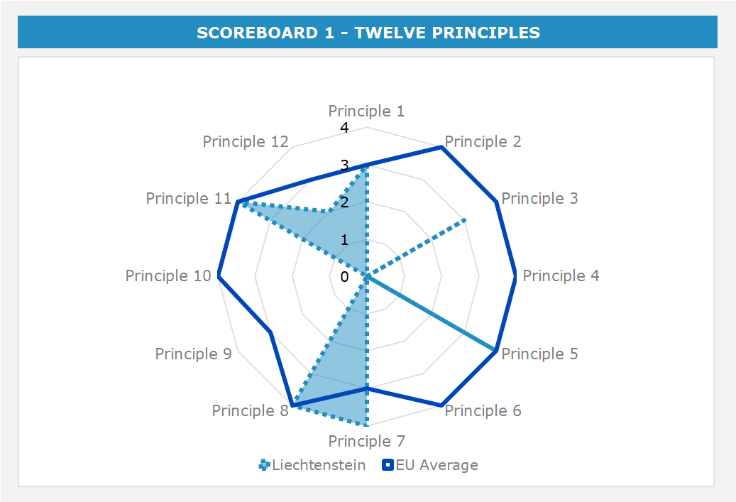 SCOREBOARD 1 - TWELVE PRINCIPLES
Principle 1
4
Principle 12
Principle 2
3
Principle 11
Principle 3
2
1
Principle 10
0
Principle 4
Principle 9
Principle 5
Principle 8
Principle 6
Principle 7
Liechtenstein
EU Average